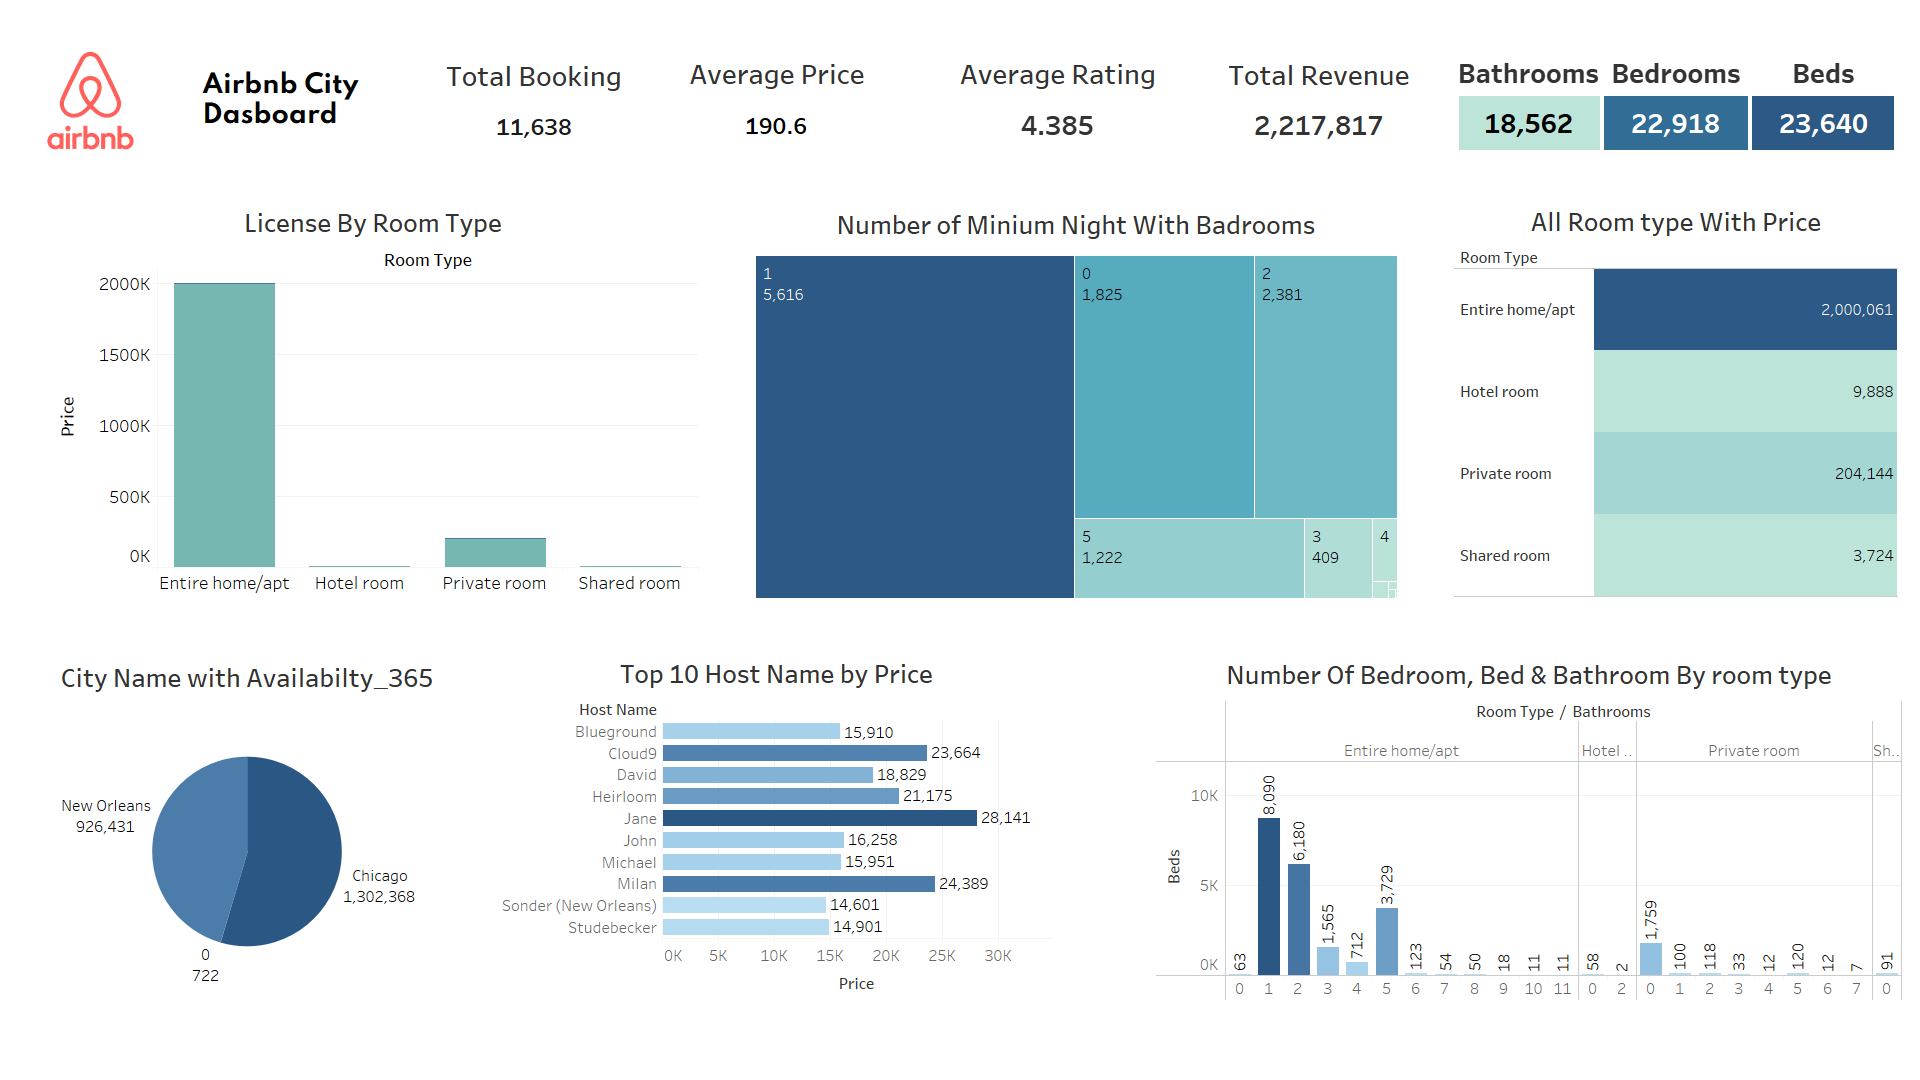 airbnb
Airbnb City
Dasboard
Total Booking
11,638
Average Price
190.6
Average Rating
4.385
Total Revenue
2,217,817
Bathrooms Bedrooms Beds
18,562 22,918 23,640
License By Room Type
Room Type
Price
2000K
1500K
1000K
500K
0K
Entire home/apt Hotel room Private room Shared room
Number of Minium Night With Badrooms
1
5,616
0
1,825
2
2,381
5
1,222
3
409
4
All Room type With Price
Room Type
Entire home/apt 2,000,061
Hotel room 9,888
Private room 204,144
Shared room 3,724
City Name with Availabilty_365
New Orleans
926,431
Chicago
1,302,368
0
722
Top 10 Host Name by Price
Host Name
Blueground 15,910
Cloud9 23,664
David 18,829
Heirloom 21,175
Jane 28,141
John 16,258
Michael 15,951
Milan 24,389
Sonder (New Orleans) 14,601
Studebecker 14,901
0K 5K 10K 15K 20K 25K 30K
Price
Number Of Bedroom, Bed & Bathroom By room type
Room Type / Bathrooms
Entire home/apt Hotel .. Private room Sh..
Beds
10K
5K
0K
63 8,090 6,180 1,565 712 3,729 123 54 50 18 11 11 58 2 1,759 100 118 33 12 120 12 7 91
0 1 2 3 4 5 6 7 8 9 10 11 0 2 0 1 2 3 4 5 6 7 0